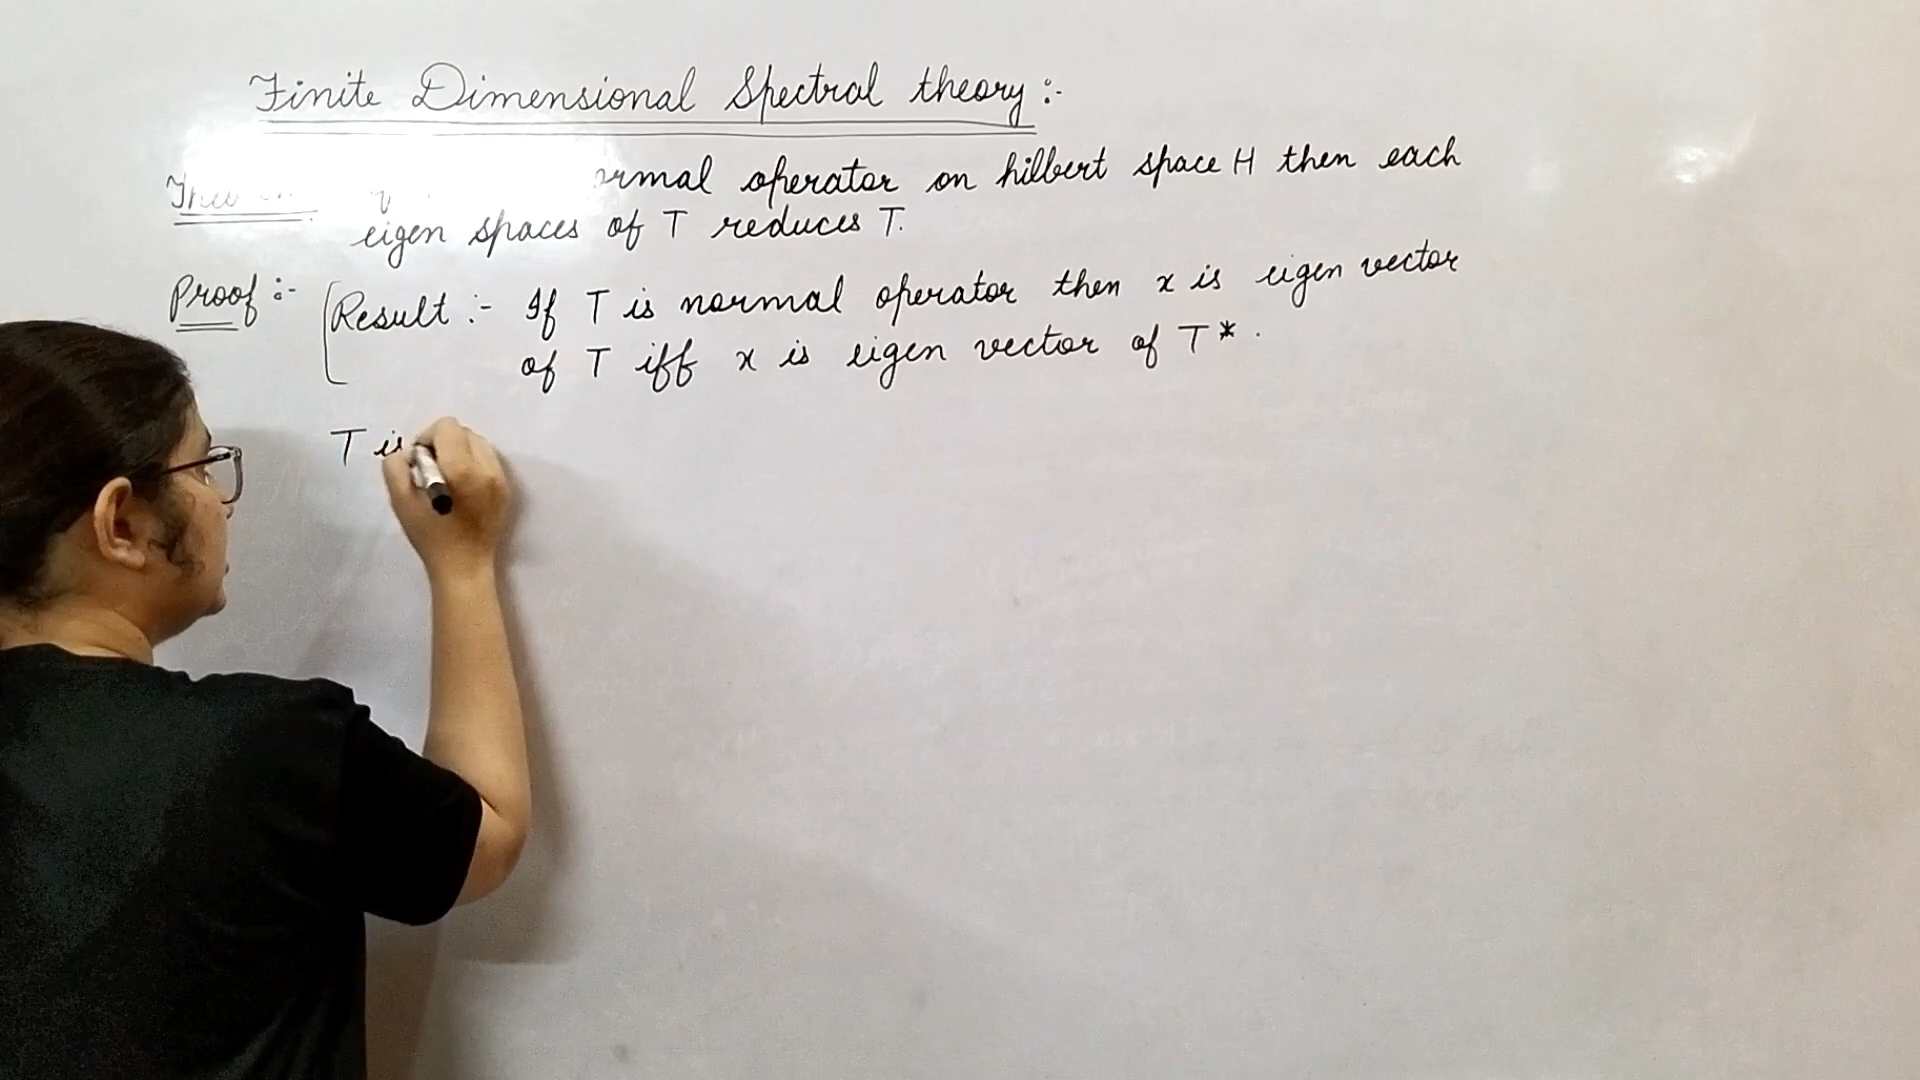 Finite Dimensional Spectral theory :-
operator on hilbert space H then each
eigen spaces of T reduces T.
Proof :- [Result :- If T is normal operator then x is eigen vector
of T iff x is eigen vector of T* .
T is